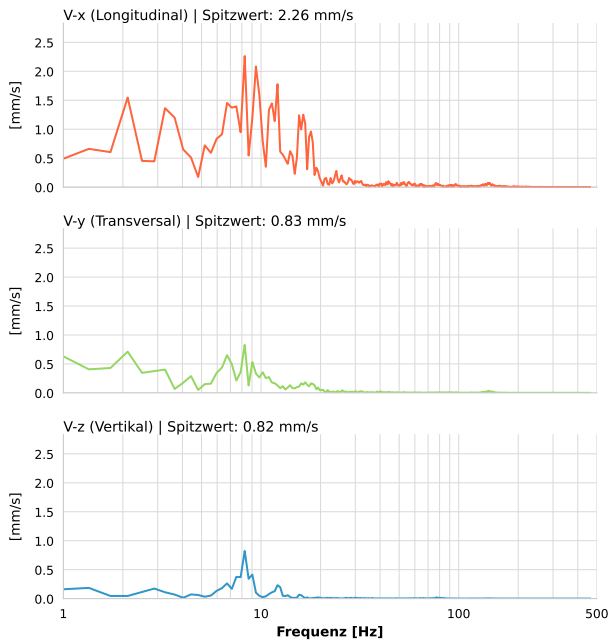 V-x (Longitudinal) | Spitzwert: 2.26 mm/s
2.5
2.0
1.5
1.0
0.5
0.0
[mm/s]
V-y (Transversal) | Spitzwert: 0.83 mm/s
2.5
2.0
1.5
1.0
0.5
0.0
[mm/s]
V-z (Vertikal) | Spitzwert: 0.82 mm/s
2.5
2.0
1.5
1.0
0.5
0.0
[mm/s]
1 10 100 500
Frequenz [Hz]